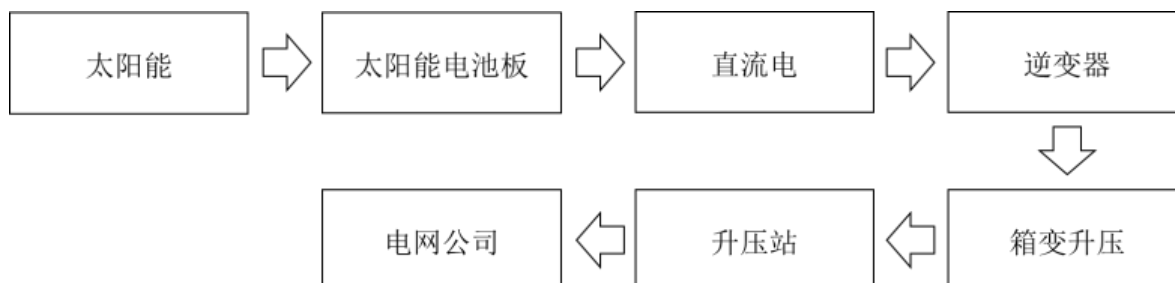 太阳能
太阳能电池板
直流电
逆变器
箱变升压
升压站
电网公司